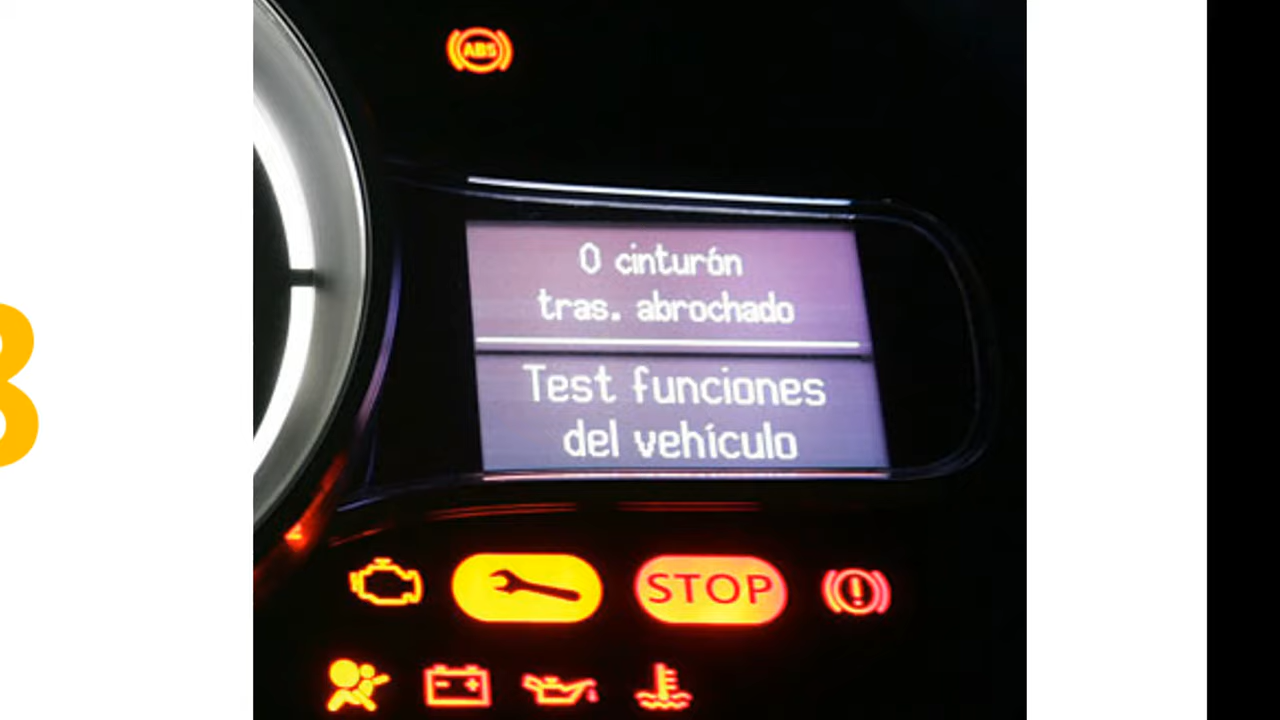 ABS
0 cinturón
tras. abrochado
Test funciones
del vehículo
STOP